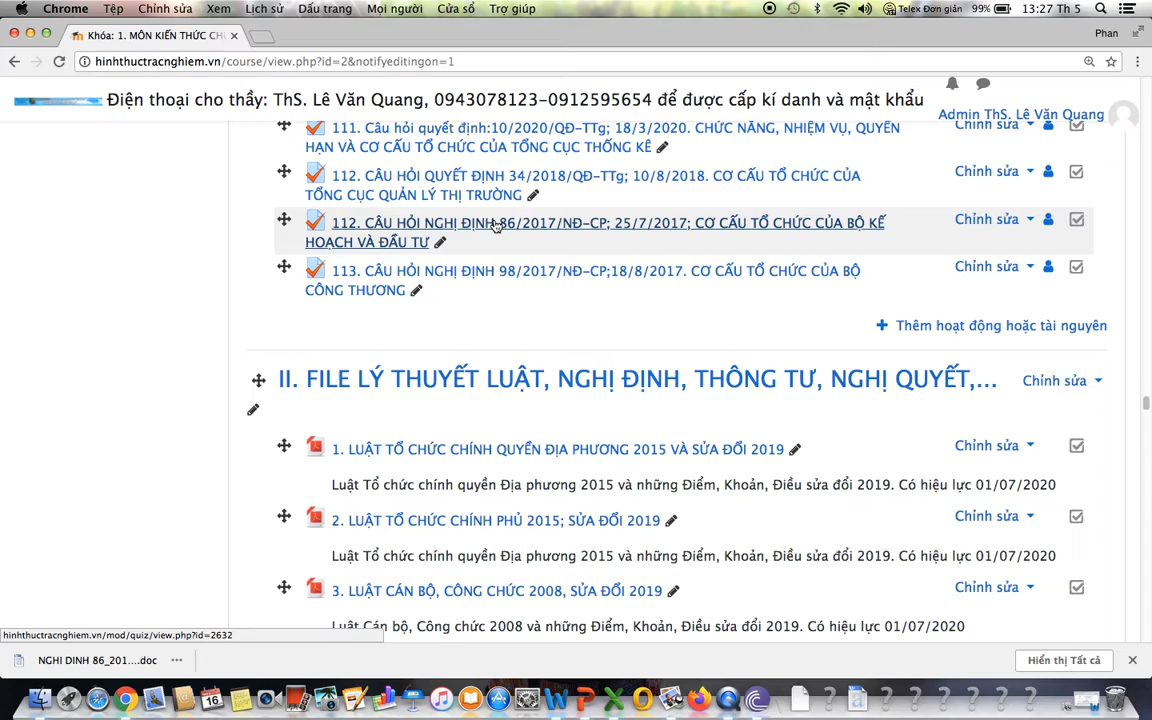 Chrome Tệp Chỉnh sửa Xem Lịch sử Dấu trang Mọi người Cửa sổ Trợ giúp Telex Đơn giản 99% 13:27 Th 5
Khóa: 1. MÔN KIẾN THỨC CH
Phan
hinhthuctracnghiem.vn/course/view.php?id=2&notifyeditingon=1
Điện thoại cho thầy: ThS. Lê Văn Quang, 0943078123-0912595654 để được cấp kí danh và mật khẩu
Admin ThS. Lê Văn Quang
111. Câu hỏi quyết định:10/2020/QĐ-TTg; 18/3/2020. CHỨC NĂNG, NHIỆM VỤ, QUYỀN Chỉnh sửa
HẠN VÀ CƠ CẤU TỔ CHỨC CỦA TỔNG CỤC THỐNG KÊ
112. CÂU HỎI QUYẾT ĐỊNH 34/2018/QĐ-TTg; 10/8/2018. CƠ CẤU TỔ CHỨC CỦA Chỉnh sửa
TỔNG CỤC QUẢN LÝ THỊ TRƯỜNG
112. CÂU HỎI NGHỊ ĐỊNH 86/2017/NĐ-CP; 25/7/2017; CƠ CẤU TỔ CHỨC CỦA BỘ KẾ Chỉnh sửa
HOẠCH VÀ ĐẦU TƯ
113. CÂU HỎI NGHỊ ĐỊNH 98/2017/NĐ-CP;18/8/2017. CƠ CẤU TỔ CHỨC CỦA BỘ Chỉnh sửa
CÔNG THƯƠNG
Thêm hoạt động hoặc tài nguyên
II. FILE LÝ THUYẾT LUẬT, NGHỊ ĐỊNH, THÔNG TƯ, NGHỊ QUYẾT,... Chỉnh sửa
1. LUẬT TỔ CHỨC CHÍNH QUYỀN ĐỊA PHƯƠNG 2015 VÀ SỬA ĐỔI 2019 Chỉnh sửa
Luật Tổ chức chính quyền Địa phương 2015 và những Điểm, Khoản, Điều sửa đổi 2019. Có hiệu lực 01/07/2020
2. LUẬT TỔ CHỨC CHÍNH PHỦ 2015; SỬA ĐỔI 2019 Chỉnh sửa
Luật Tổ chức chính quyền Địa phương 2015 và những Điểm, Khoản, Điều sửa đổi 2019. Có hiệu lực 01/07/2020
3. LUẬT CÁN BỘ, CÔNG CHỨC 2008, SỬA ĐỔI 2019 Chỉnh sửa
Luật Cán bộ, Công chức 2008 và những Điểm, Khoản, Điều sửa đổi 2019. Có hiệu lực 01/07/2020
hinhthuctracnghiem.vn/mod/quiz/view.php?id=2632
NGHI DINH 86_201....doc
Hiển thị Tất cả